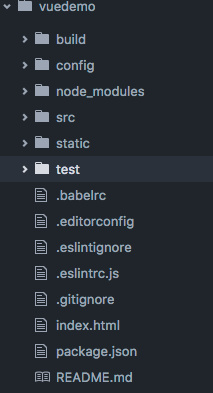 vuedemo
build
config
node_modules
src
static
test
.babelrc
.editorconfig
.eslintignore
.eslintrc.js
.gitignore
index.html
package.json
README.md